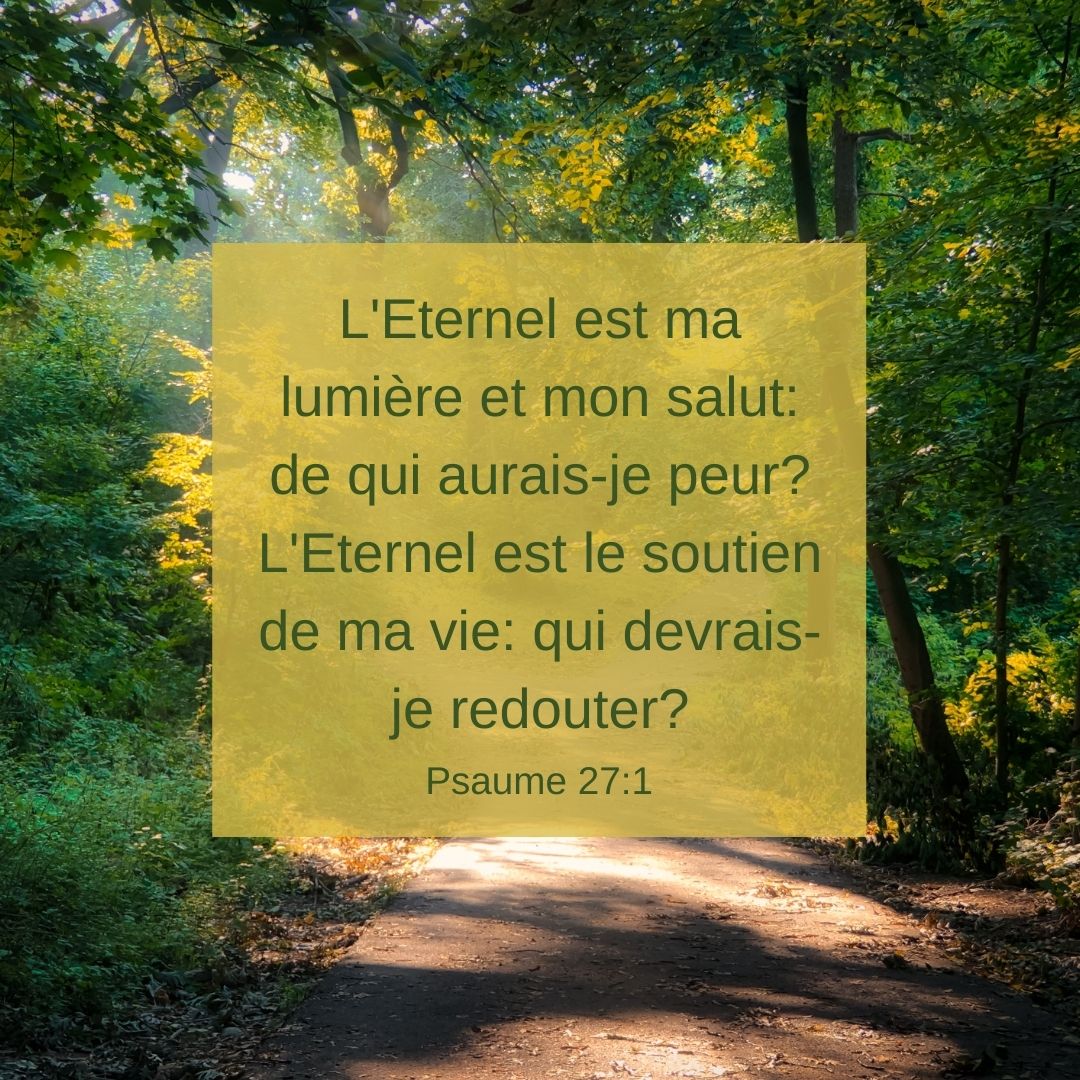 L'Eternel est ma
lumière et mon salut:
de qui aurais-je peur?
L'Eternel est le soutien
de ma vie: qui devrais-
je redouter?
Psaume 27:1